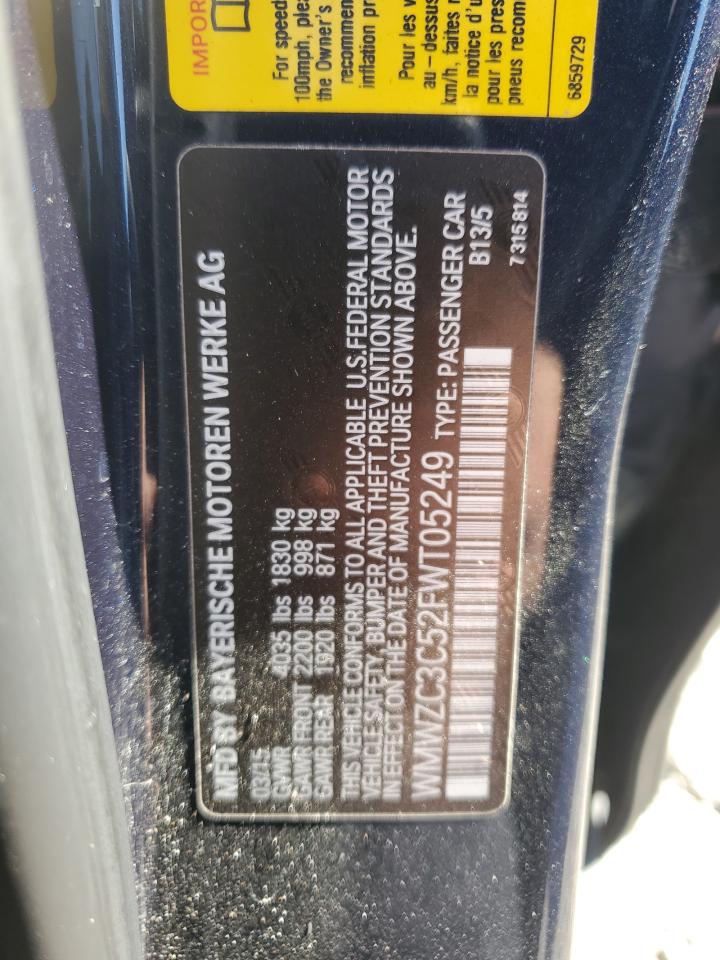 MFD BY BAYERISCHE MOTOREN WERKE AG
03/15
GVWR 4035 lbs 1830 kg
GAWR FRONT 2200 lbs 998 kg
GAWR REAR 1920 lbs 871 kg
THIS VEHICLE CONFORMS TO ALL APPLICABLE U.S.FEDERAL MOTOR
VEHICLE SAFETY, BUMPER AND THEFT PREVENTION STANDARDS
IN EFFECT ON THE DATE OF MANUFACTURE SHOWN ABOVE.
WMWZC3C52FWT05249 TYPE: PASSENGER CAR
B13/5
7 315 814
IMPOR
For speed
100mph, ple
the Owner's
recommen
inflation pr
Pour les v
au - dessus
km/h, faites
la notice d'u
pour les pres
pneus recom
6859729